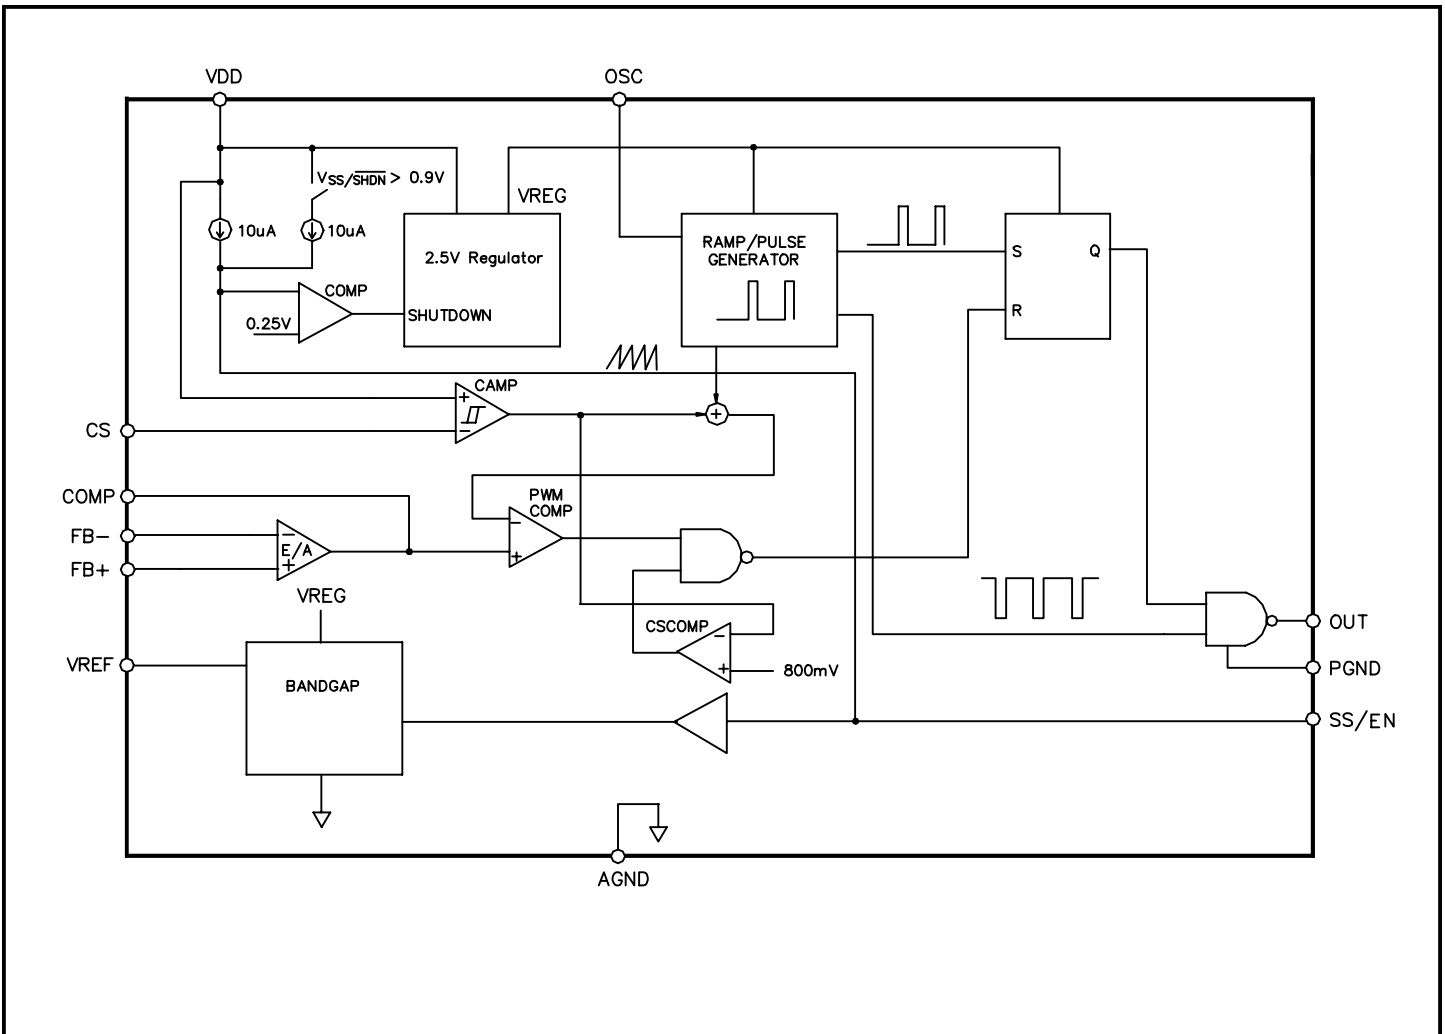 VDD
OSC
VSS/SHDN > 0.9V
VREG
10uA
10uA
2.5V Regulator
RAMP/PULSE
GENERATOR
S
Q
R
COMP
0.25V
SHUTDOWN
CAMP
+
−
+
CS
COMP
FB−
FB+
−
E/A
+
PWM
COMP
−
+
VREG
CSCOMP
−
+
800mV
OUT
PGND
VREF
BANDGAP
SS/EN
AGND